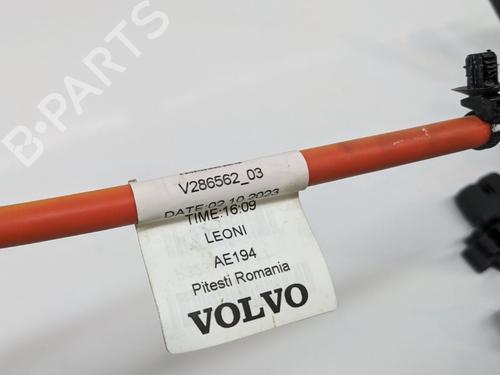 B-PARTS
V286562_03
DATE:02.10.2023
TIME:16:09
LEONI
AE194
Pitesti Romania
VOLVO